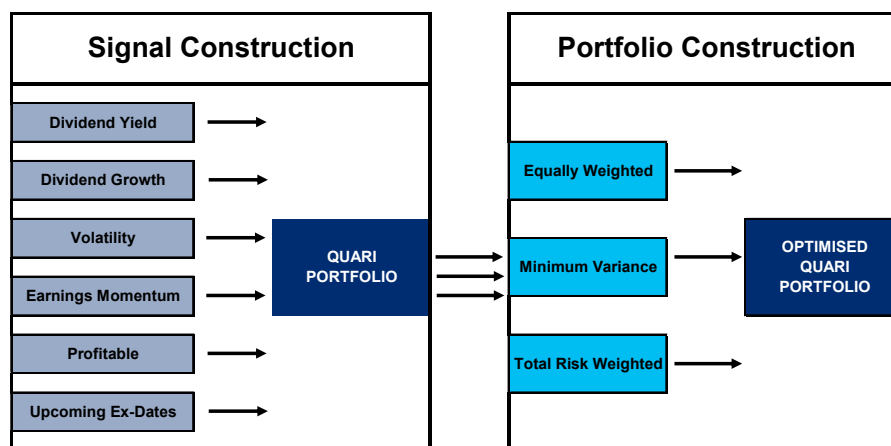 Signal Construction
Portfolio Construction
Dividend Yield
Dividend Growth
Volatility
Earnings Momentum
Profitable
Upcoming Ex-Dates
QUARI
PORTFOLIO
Equally Weighted
Minimum Variance
Total Risk Weighted
OPTIMISED
QUARI
PORTFOLIO